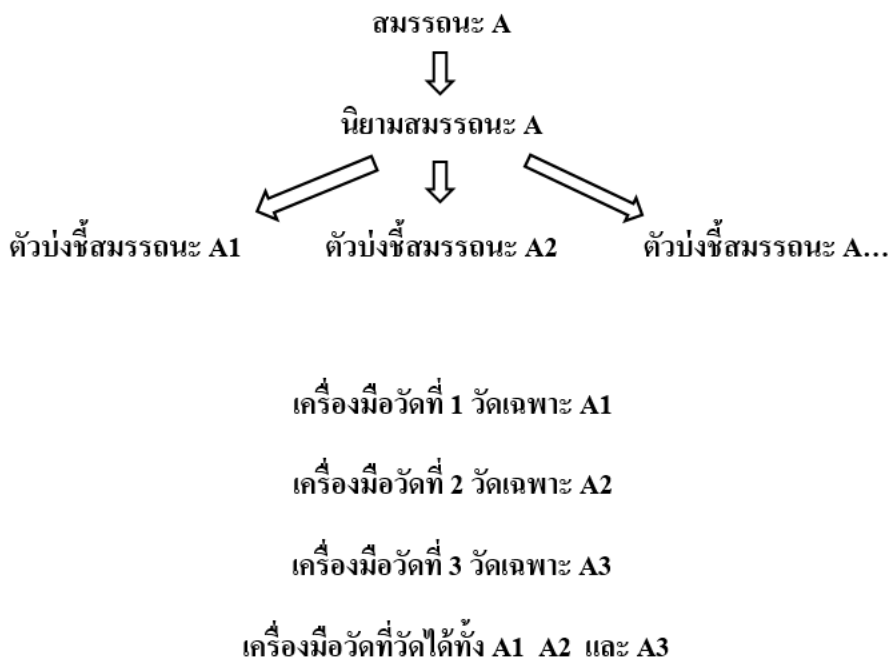 สมรรถนะ A
นิยามสมรรถนะ A
ตัวบ่งชี้สมรรถนะ A1 ตัวบ่งชี้สมรรถนะ A2 ตัวบ่งชี้สมรรถนะ A...
เครื่องมือวัดที่ 1 วัดเฉพาะ A1
เครื่องมือวัดที่ 2 วัดเฉพาะ A2
เครื่องมือวัดที่ 3 วัดเฉพาะ A3
เครื่องมือวัดที่วัดได้ทั้ง A1 A2 และ A3